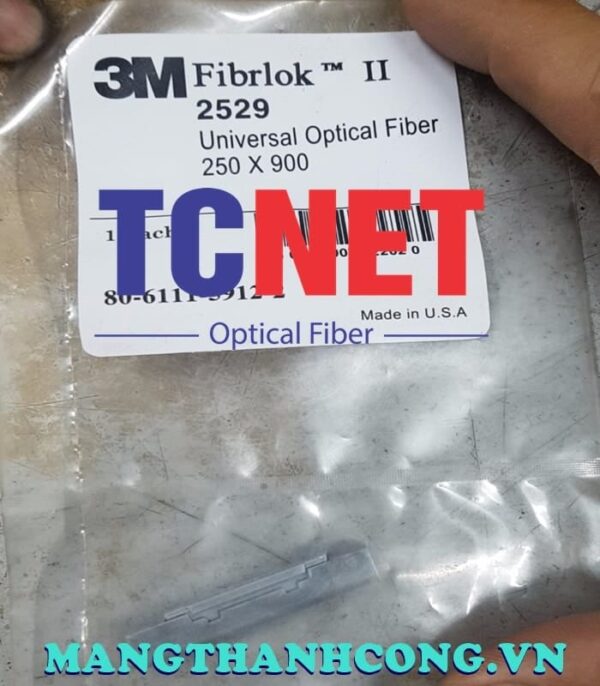 3M Fibrlok™ II
2529
Universal Optical Fiber
250 X 900
TCNET
Made in U.S.A
Optical Fiber
MANGTHANHCONG.VN